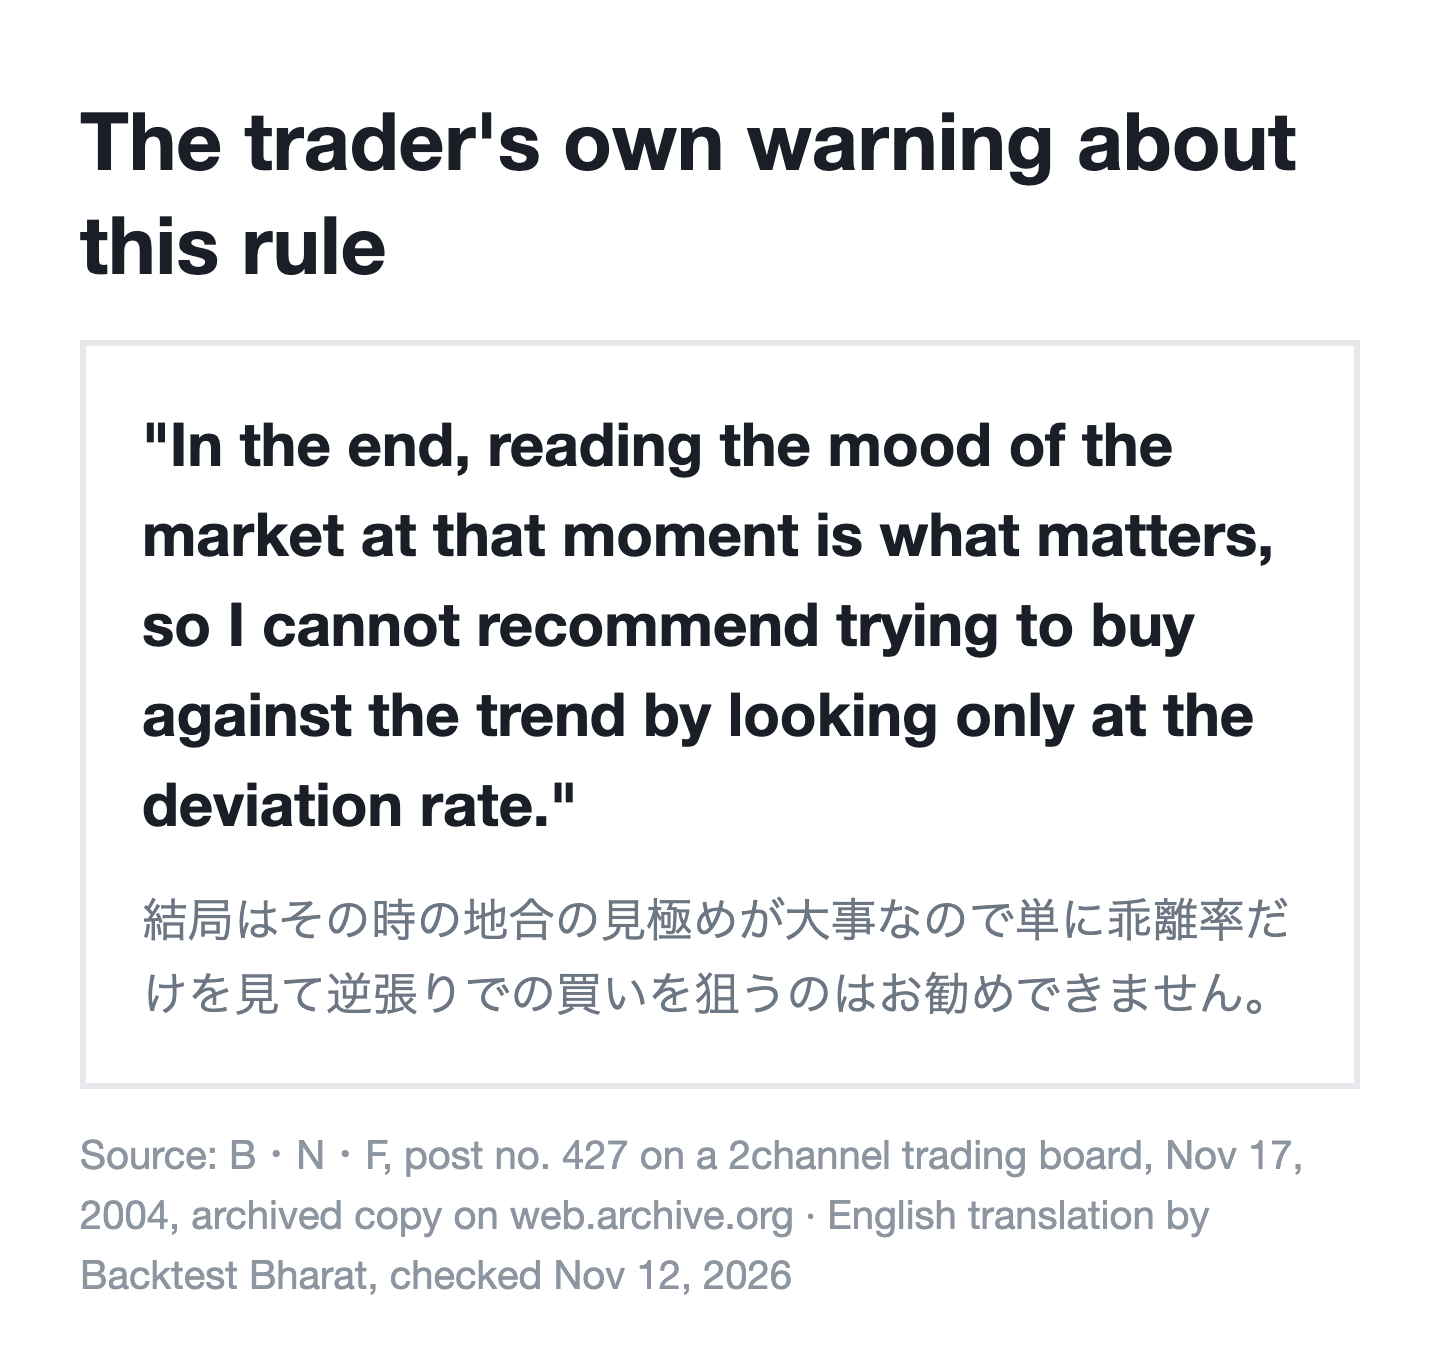 The trader's own warning about
this rule
"In the end, reading the mood of the
market at that moment is what matters,
so I cannot recommend trying to buy
against the trend by looking only at the
deviation rate."
結局はその時の地合の見極めが大事なので単に乖離率だ
けを見て逆張りでの買いを狙うのはお勧めできません。
Source: B・N・F, post no. 427 on a 2channel trading board, Nov 17,
2004, archived copy on web.archive.org · English translation by
Backtest Bharat, checked Nov 12, 2026